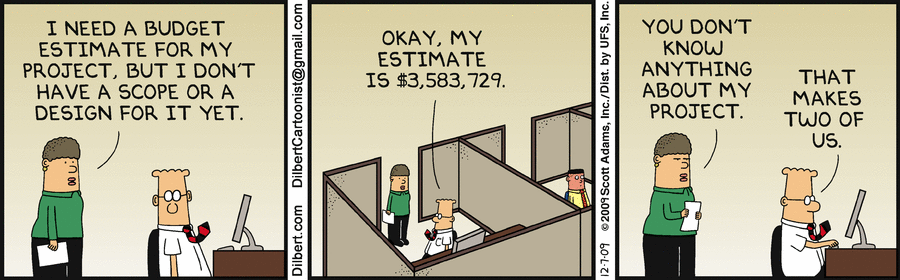 I NEED A BUDGET
ESTIMATE FOR MY
PROJECT, BUT I DON'T
HAVE A SCOPE OR A
DESIGN FOR IT YET.
Dilbert.com DilbertCartoonist@gmail.com
OKAY, MY
ESTIMATE
IS $3,583,729.
12-7-09 ©2009 Scott Adams, Inc./Dist. by UFS, Inc.
YOU DON'T
KNOW
ANYTHING
ABOUT MY
PROJECT.
THAT
MAKES
TWO OF
US.